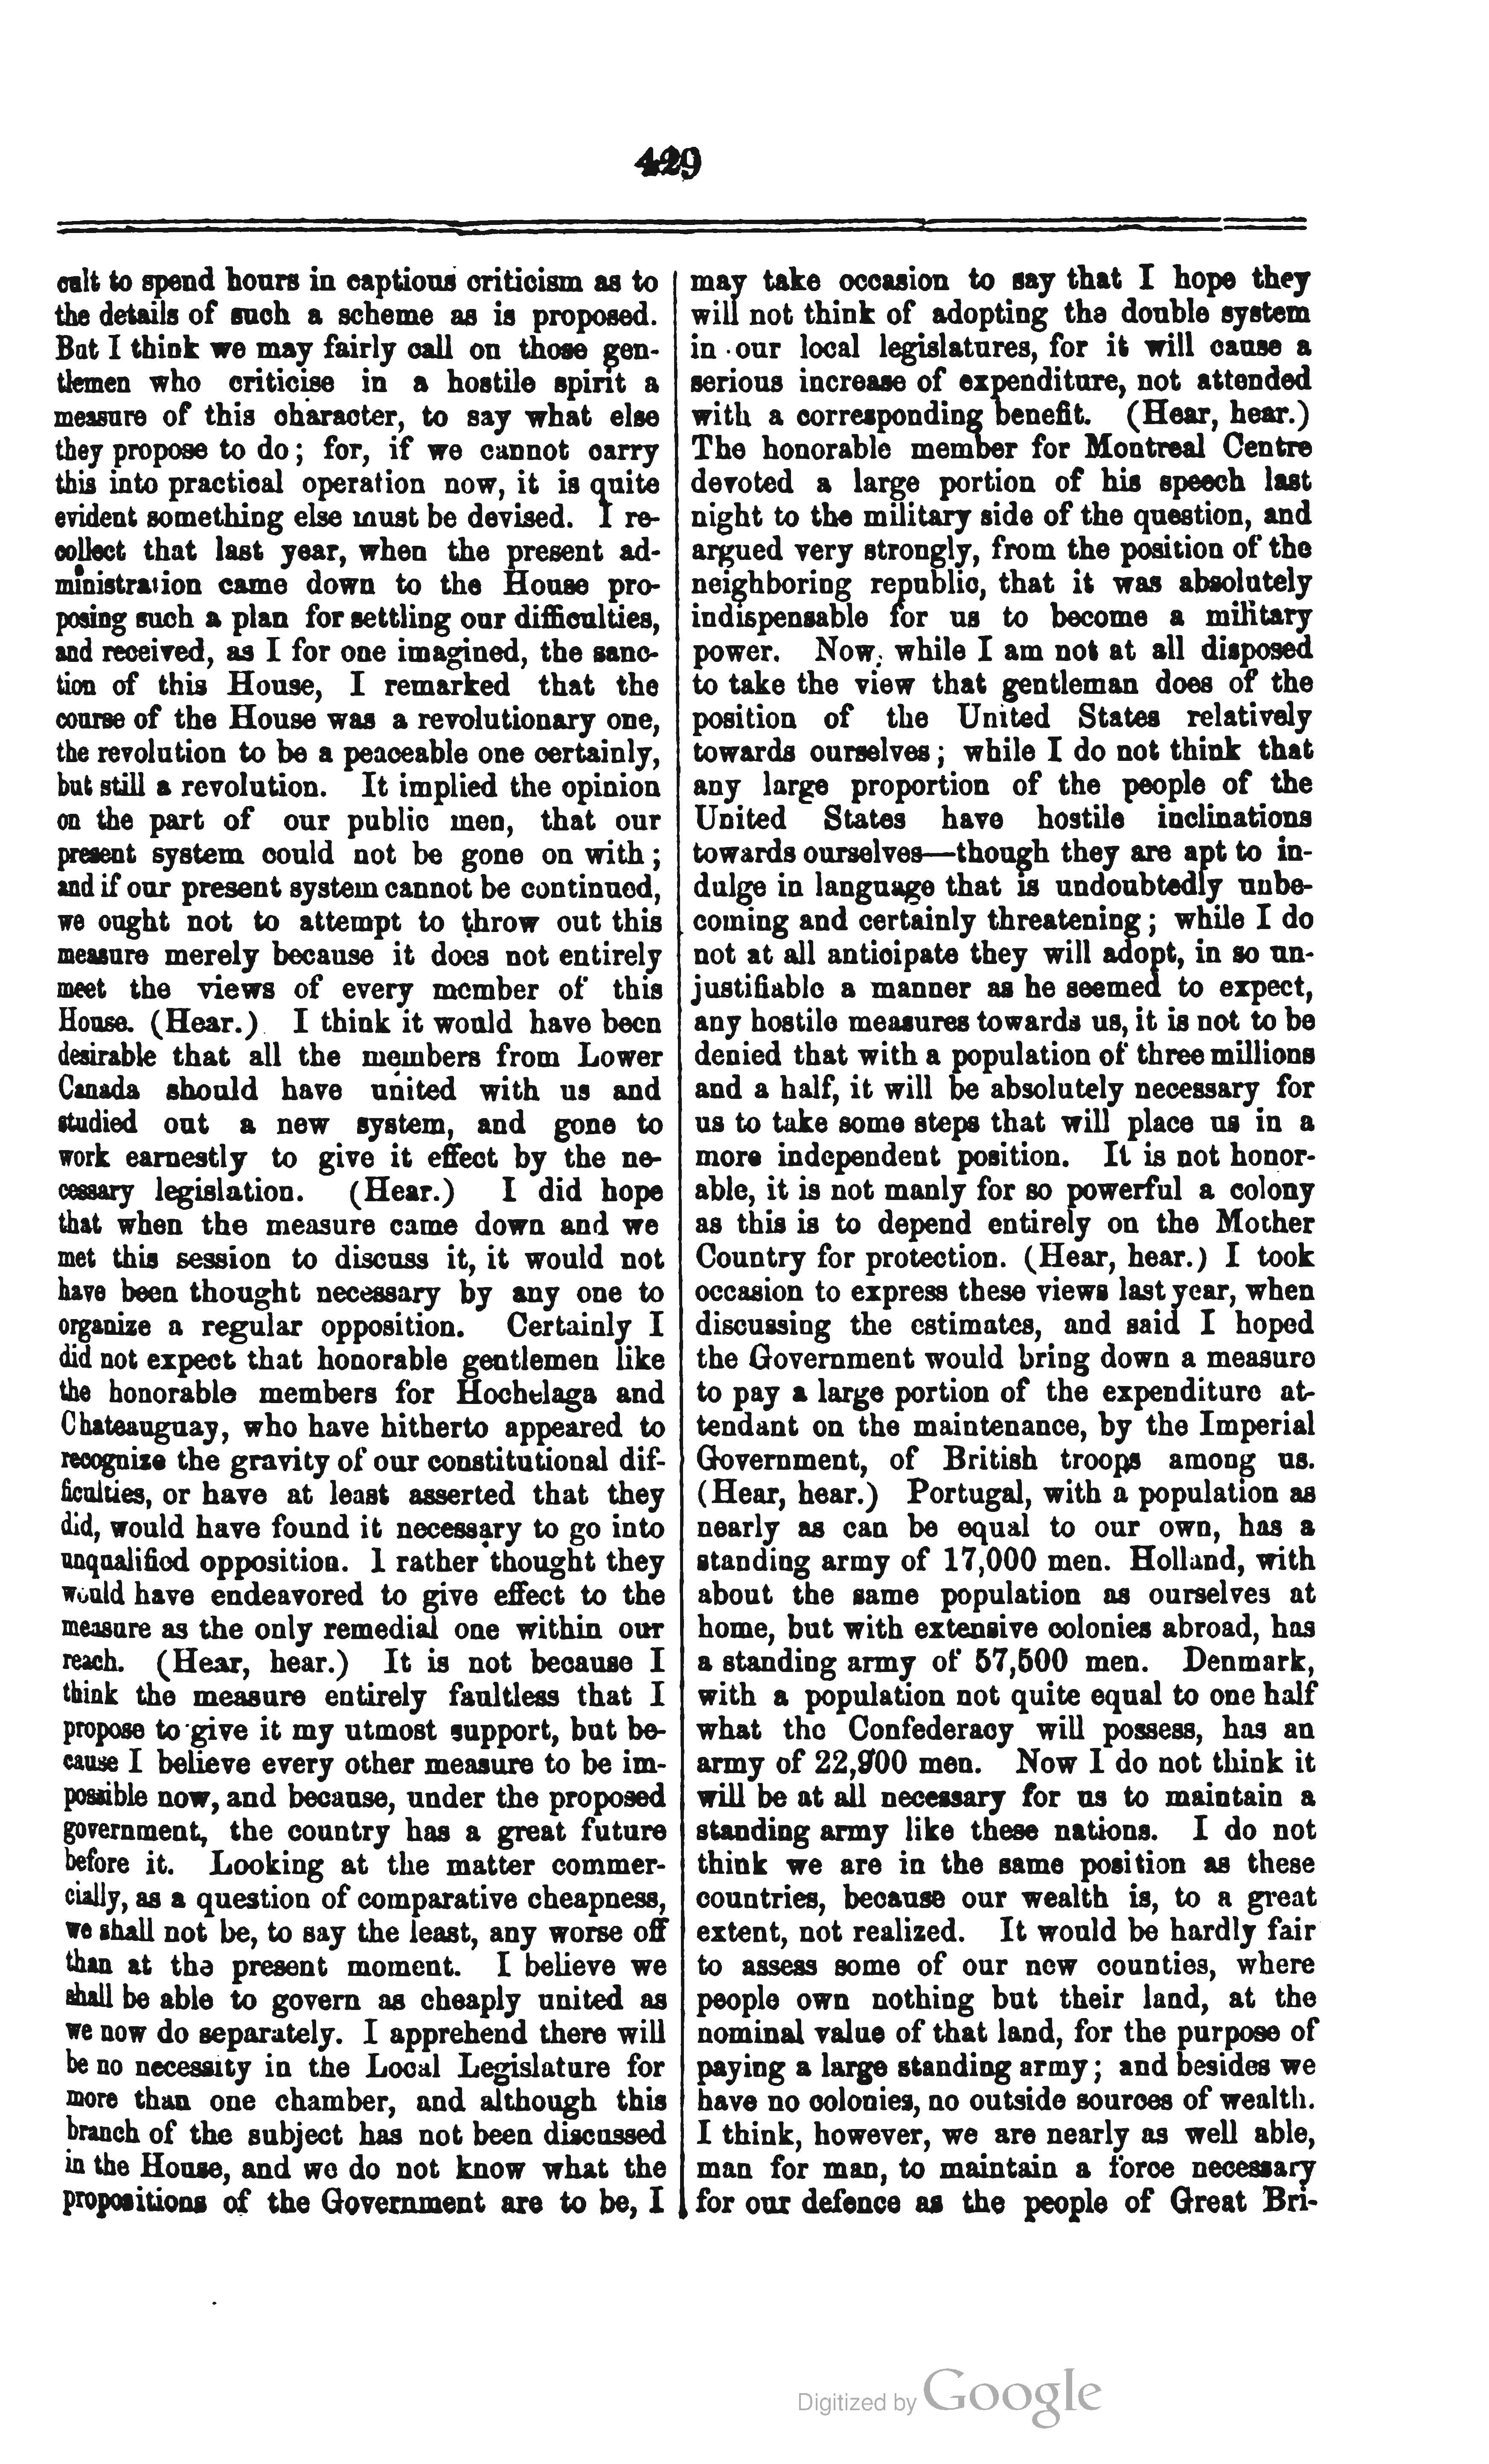 429
cult to spend hours in captious criticism as to
the details of such a scheme as is proposed.
But I think we may fairly call on those gen-
tlemen who criticise in a hostile spirit a
measure of this character, to say what else
they propose to do; for, if we cannot carry
this into practical operation now, it is quite
evident something else must be devised. I re-
collect that last year, when the present ad-
ministration came down to the House pro-
posing such a plan for settling our difficulties,
and received, as I for one imagined, the sanc-
tion of this House, I remarked that the
course of the House was a revolutionary one,
the revolution to be a peaceable one certainly,
but still a revolution. It implied the opinion
on the part of our public men, that our
present system could not be gone on with;
and if our present system cannot be continued,
we ought not to attempt to throw out this
measure merely because it does not entirely
meet the views of every member of this
House. (Hear.) I think it would have been
desirable that all the members from Lower
Canada should have united with us and
studied out a new system, and gone to
work earnestly to give it effect by the ne-
cessary legislation. (Hear.) I did hope
that when the measure came down and we
met this session to discuss it, it would not
have been thought necessary by any one to
organize a regular opposition. Certainly I
did not expect that honorable gentlemen like
the honorable members for Hochelaga and
Chateauguay, who have hitherto appeared to
recognize the gravity of our constitutional dif-
ficulties, or have at least asserted that they
did, would have found it necessary to go into
unqualified opposition. I rather thought they
would have endeavored to give effect to the
measure as the only remedial one within our
reach. (Hear, hear.) It is not because I
think the measure entirely faultless that I
propose to give it my utmost support, but be-
cause I believe every other measure to be im-
possible now, and because, under the proposed
government, the country has a great future
before it. Looking at the matter commer-
cially, as a question of comparative cheapness,
we shall not be, to say the least, any worse off
than at the present moment. I believe we
shall be able to govern as cheaply united as
we now do separately. I apprehend there will
be no necessity in the Local Legislature for
more than one chamber, and although this
branch of the subject has not been discussed
in the House, and we do not know what the
propositions of the Government are to be, I
may take occasion to say that I hope they
will not think of adopting the double system
in our local legislatures, for it will cause a
serious increase of expenditure, not attended
with a corresponding benefit. (Hear, hear.)
The honorable member for Montreal Centre
devoted a large portion of his speech last
night to the military side of the question, and
argued very strongly, from the position of the
neighboring republic, that it was absolutely
indispensable for us to become a military
power. Now, while I am not at all disposed
to take the view that gentleman does of the
position of the United States relatively
towards ourselves; while I do not think that
any large proportion of the people of the
United States have hostile inclinations
towards ourselves—though they are apt to in-
dulge in language that is undoubtedly unbe-
coming and certainly threatening; while I do
not at all anticipate they will adopt, in so un-
justifiable a manner as he seemed to expect,
any hostile measures towards us, it is not to be
denied that with a population of three millions
and a half, it will be absolutely necessary for
us to take some steps that will place us in a
more independent position. It is not honor-
able, it is not manly for so powerful a colony
as this is to depend entirely on the Mother
Country for protection. (Hear, hear.) I took
occasion to express these views last year, when
discussing the estimates, and said I hoped
the Government would bring down a measure
to pay a large portion of the expenditure at-
tendant on the maintenance, by the Imperial
Government, of British troops among us.
(Hear, hear.) Portugal, with a population as
nearly as can be equal to our own, has a
standing army of 17,000 men. Holland, with
about the same population as ourselves at
home, but with extensive colonies abroad, has
a standing army of 57,500 men. Denmark,
with a population not quite equal to one half
what the Confederacy will possess, has an
army of 22,900 men. Now I do not think it
will be at all necessary for us to maintain a
standing army like these nations. I do not
think we are in the same position as these
countries, because our wealth is, to a great
extent, not realized. It would be hardly fair
to assess some of our new counties, where
people own nothing but their land, at the
nominal value of that land, for the purpose of
paying a large standing army; and besides we
have no colonies, no outside sources of wealth.
I think, however, we are nearly as well able,
man for man, to maintain a force necessary
for our defence as the people of Great Bri-
Digitized by Google